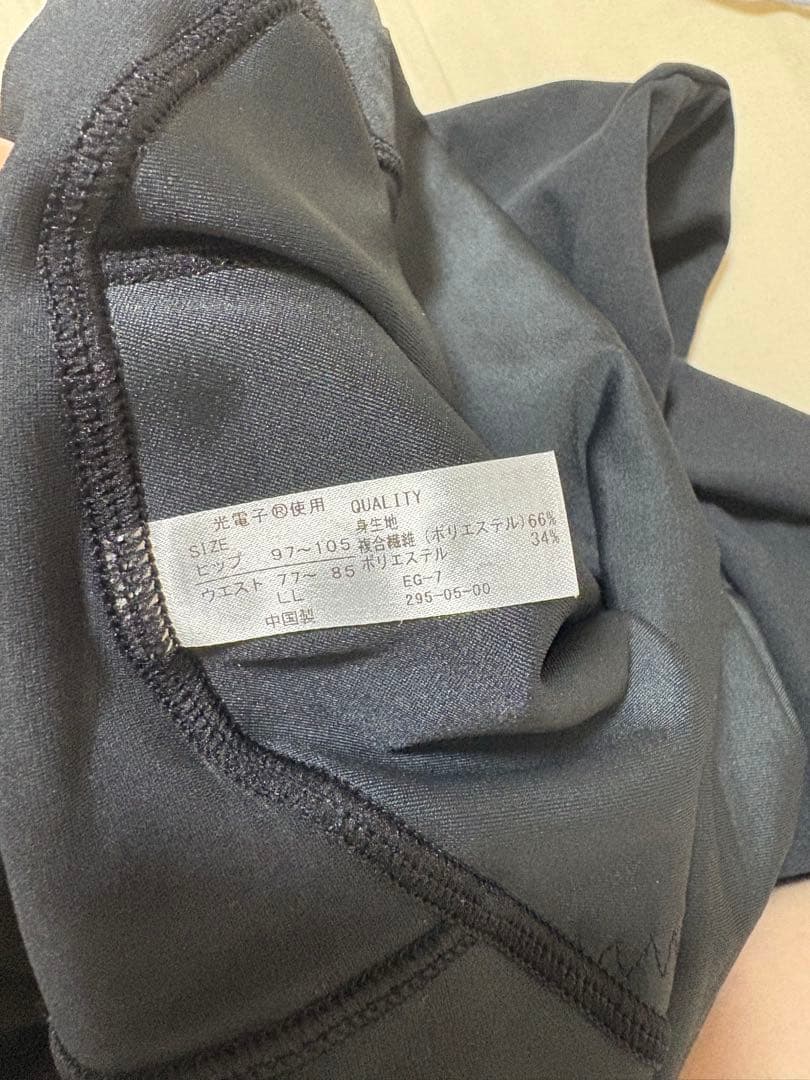 光電子®使用 QUALITY
SIZE 身生地
ヒップ 97～105 複合繊維(ポリエステル)66%
ウエスト 77～ 85 ポリエステル 34%
LL EG-7
中国製 295-05-00